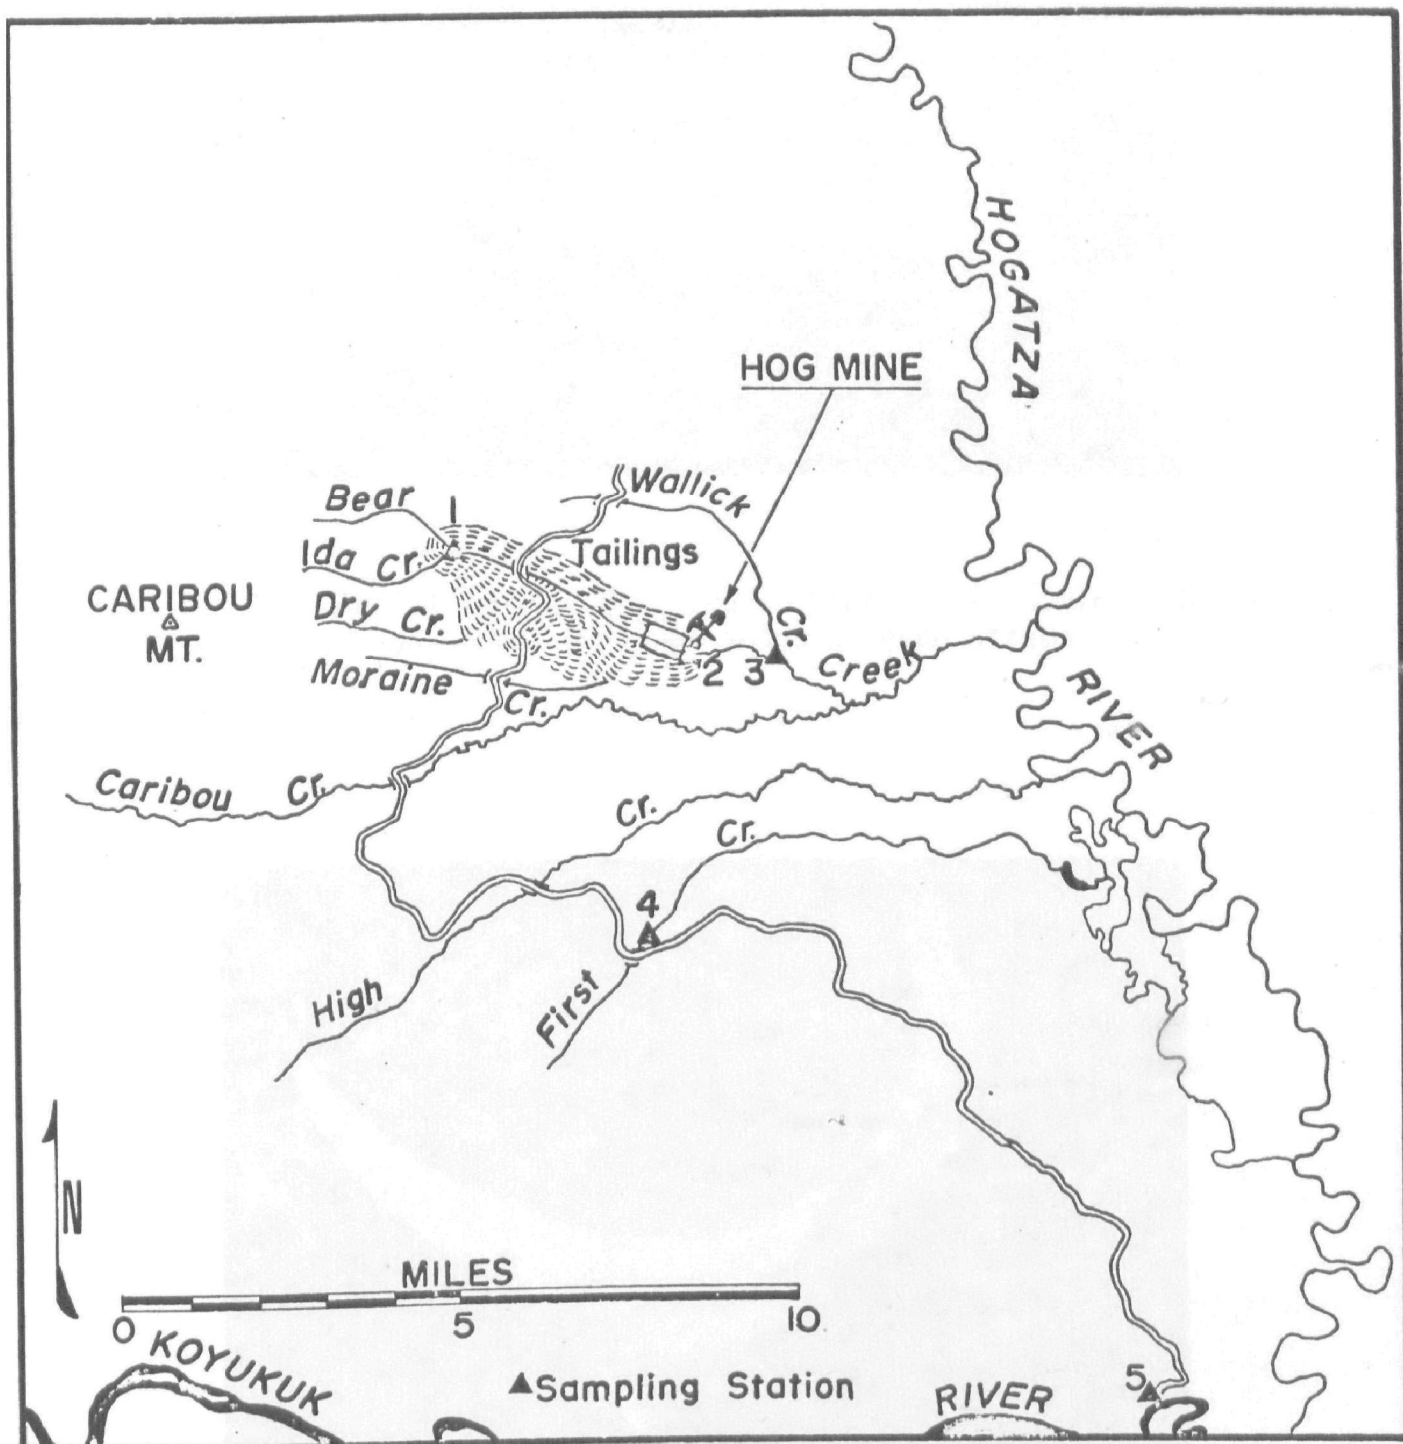 HOGATZA
RIVER
HOG MINE
Wallick
Cr.
Bear
1
Ida Cr.
Tailings
CARIBOU
MT.
Dry Cr.
Moraine
Cr.
2 3
Creek
Caribou Cr.
Cr.
Cr.
4
High
First
N
MILES
0 5 10
KOYUKUK
RIVER
▲Sampling Station
5